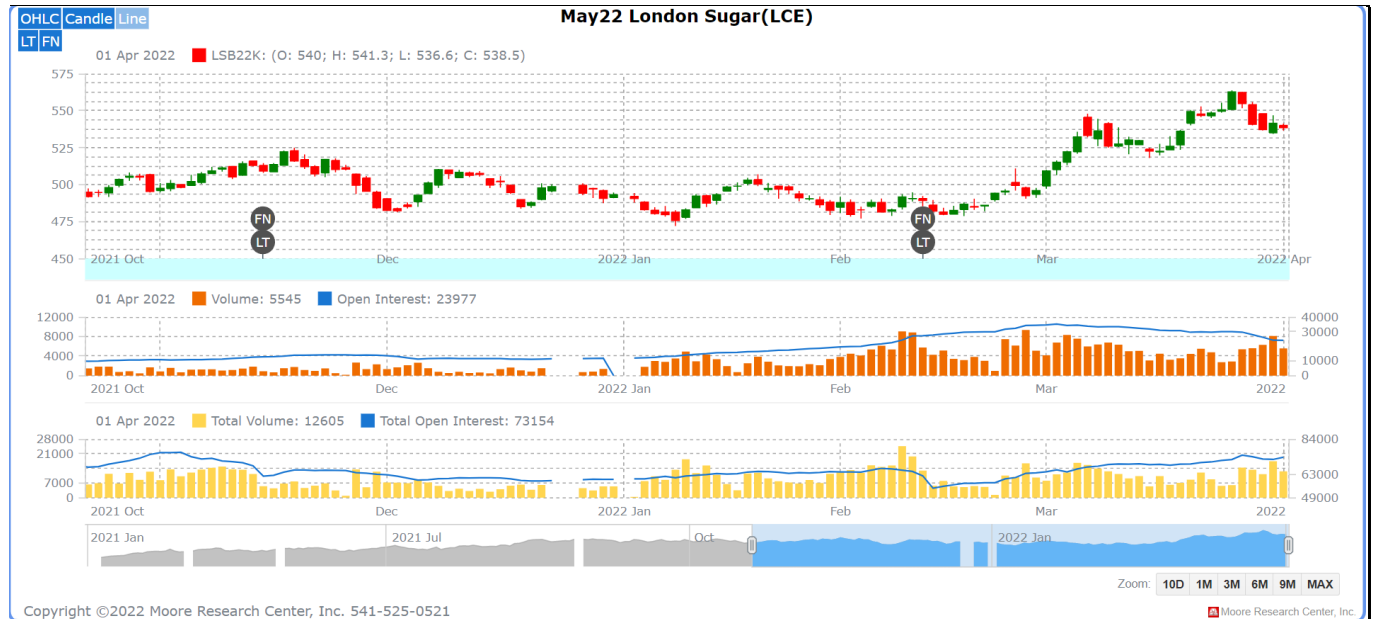 OHLC Candle Line
May22 London Sugar(LCE)
LT FN
01 Apr 2022 LSB22K: (O: 540; H: 541.3; L: 536.6; C: 538.5)
575
550
525
500
475
450
FN
LT
FN
LT
2021 Oct Dec 2022 Jan Feb Mar 2022 Apr
01 Apr 2022 Volume: 5545 Open Interest: 23977
12000 40000
8000 30000
4000 10000
0 0
2021 Oct Dec 2022 Jan Feb Mar 2022
01 Apr 2022 Total Volume: 12605 Total Open Interest: 73154
28000 84000
21000
7000 63000
0 49000
2021 Oct Dec 2022 Jan Feb Mar 2022
2021 Jan 2021 Jul Oct 2022 Jan
Zoom: 10D 1M 3M 6M 9M MAX
Copyright ©2022 Moore Research Center, Inc. 541-525-0521
Moore Research Center, Inc.